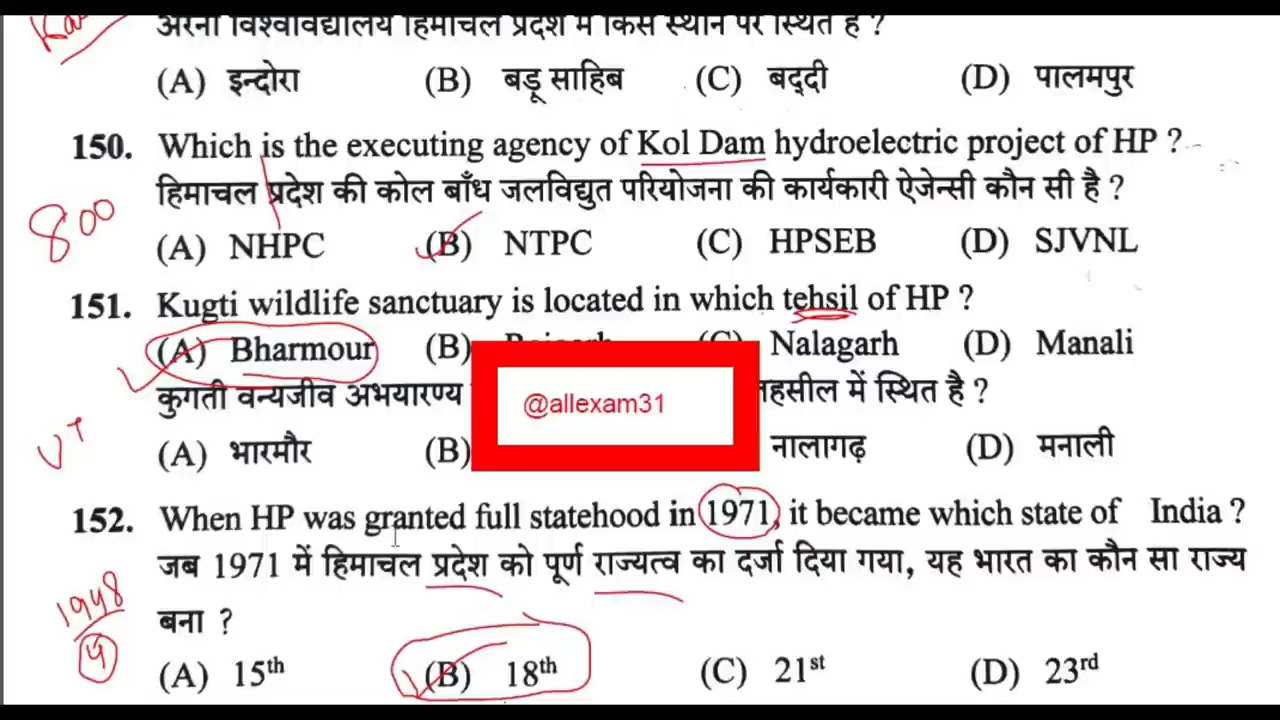 अरनी विश्वविद्यालय हिमाचल प्रदेश में किस स्थान पर स्थित है ?
(A) इन्दोरा (B) बड़ू साहिब (C) बद्दी (D) पालमपुर
150. Which is the executing agency of Kol Dam hydroelectric project of HP ?
हिमाचल प्रदेश की कोल बाँध जलविद्युत परियोजना की कार्यकारी ऐजेन्सी कौन सी है ?
800
(A) NHPC (B) NTPC (C) HPSEB (D) SJVNL
151. Kugti wildlife sanctuary is located in which tehsil of HP ?
(A) Bharmour (B) (C) Nalagarh (D) Manali
कुगती वन्यजीव अभयारण्य तहसील में स्थित है ?
@allexam31
UT
(A) भारमौर (B) नालागढ़ (D) मनाली
152. When HP was granted full statehood in 1971, it became which state of India ?
जब 1971 में हिमाचल प्रदेश को पूर्ण राज्यत्व का दर्जा दिया गया, यह भारत का कौन सा राज्य
1948
बना ?
(A) 15th (B) 18th (C) 21st (D) 23rd